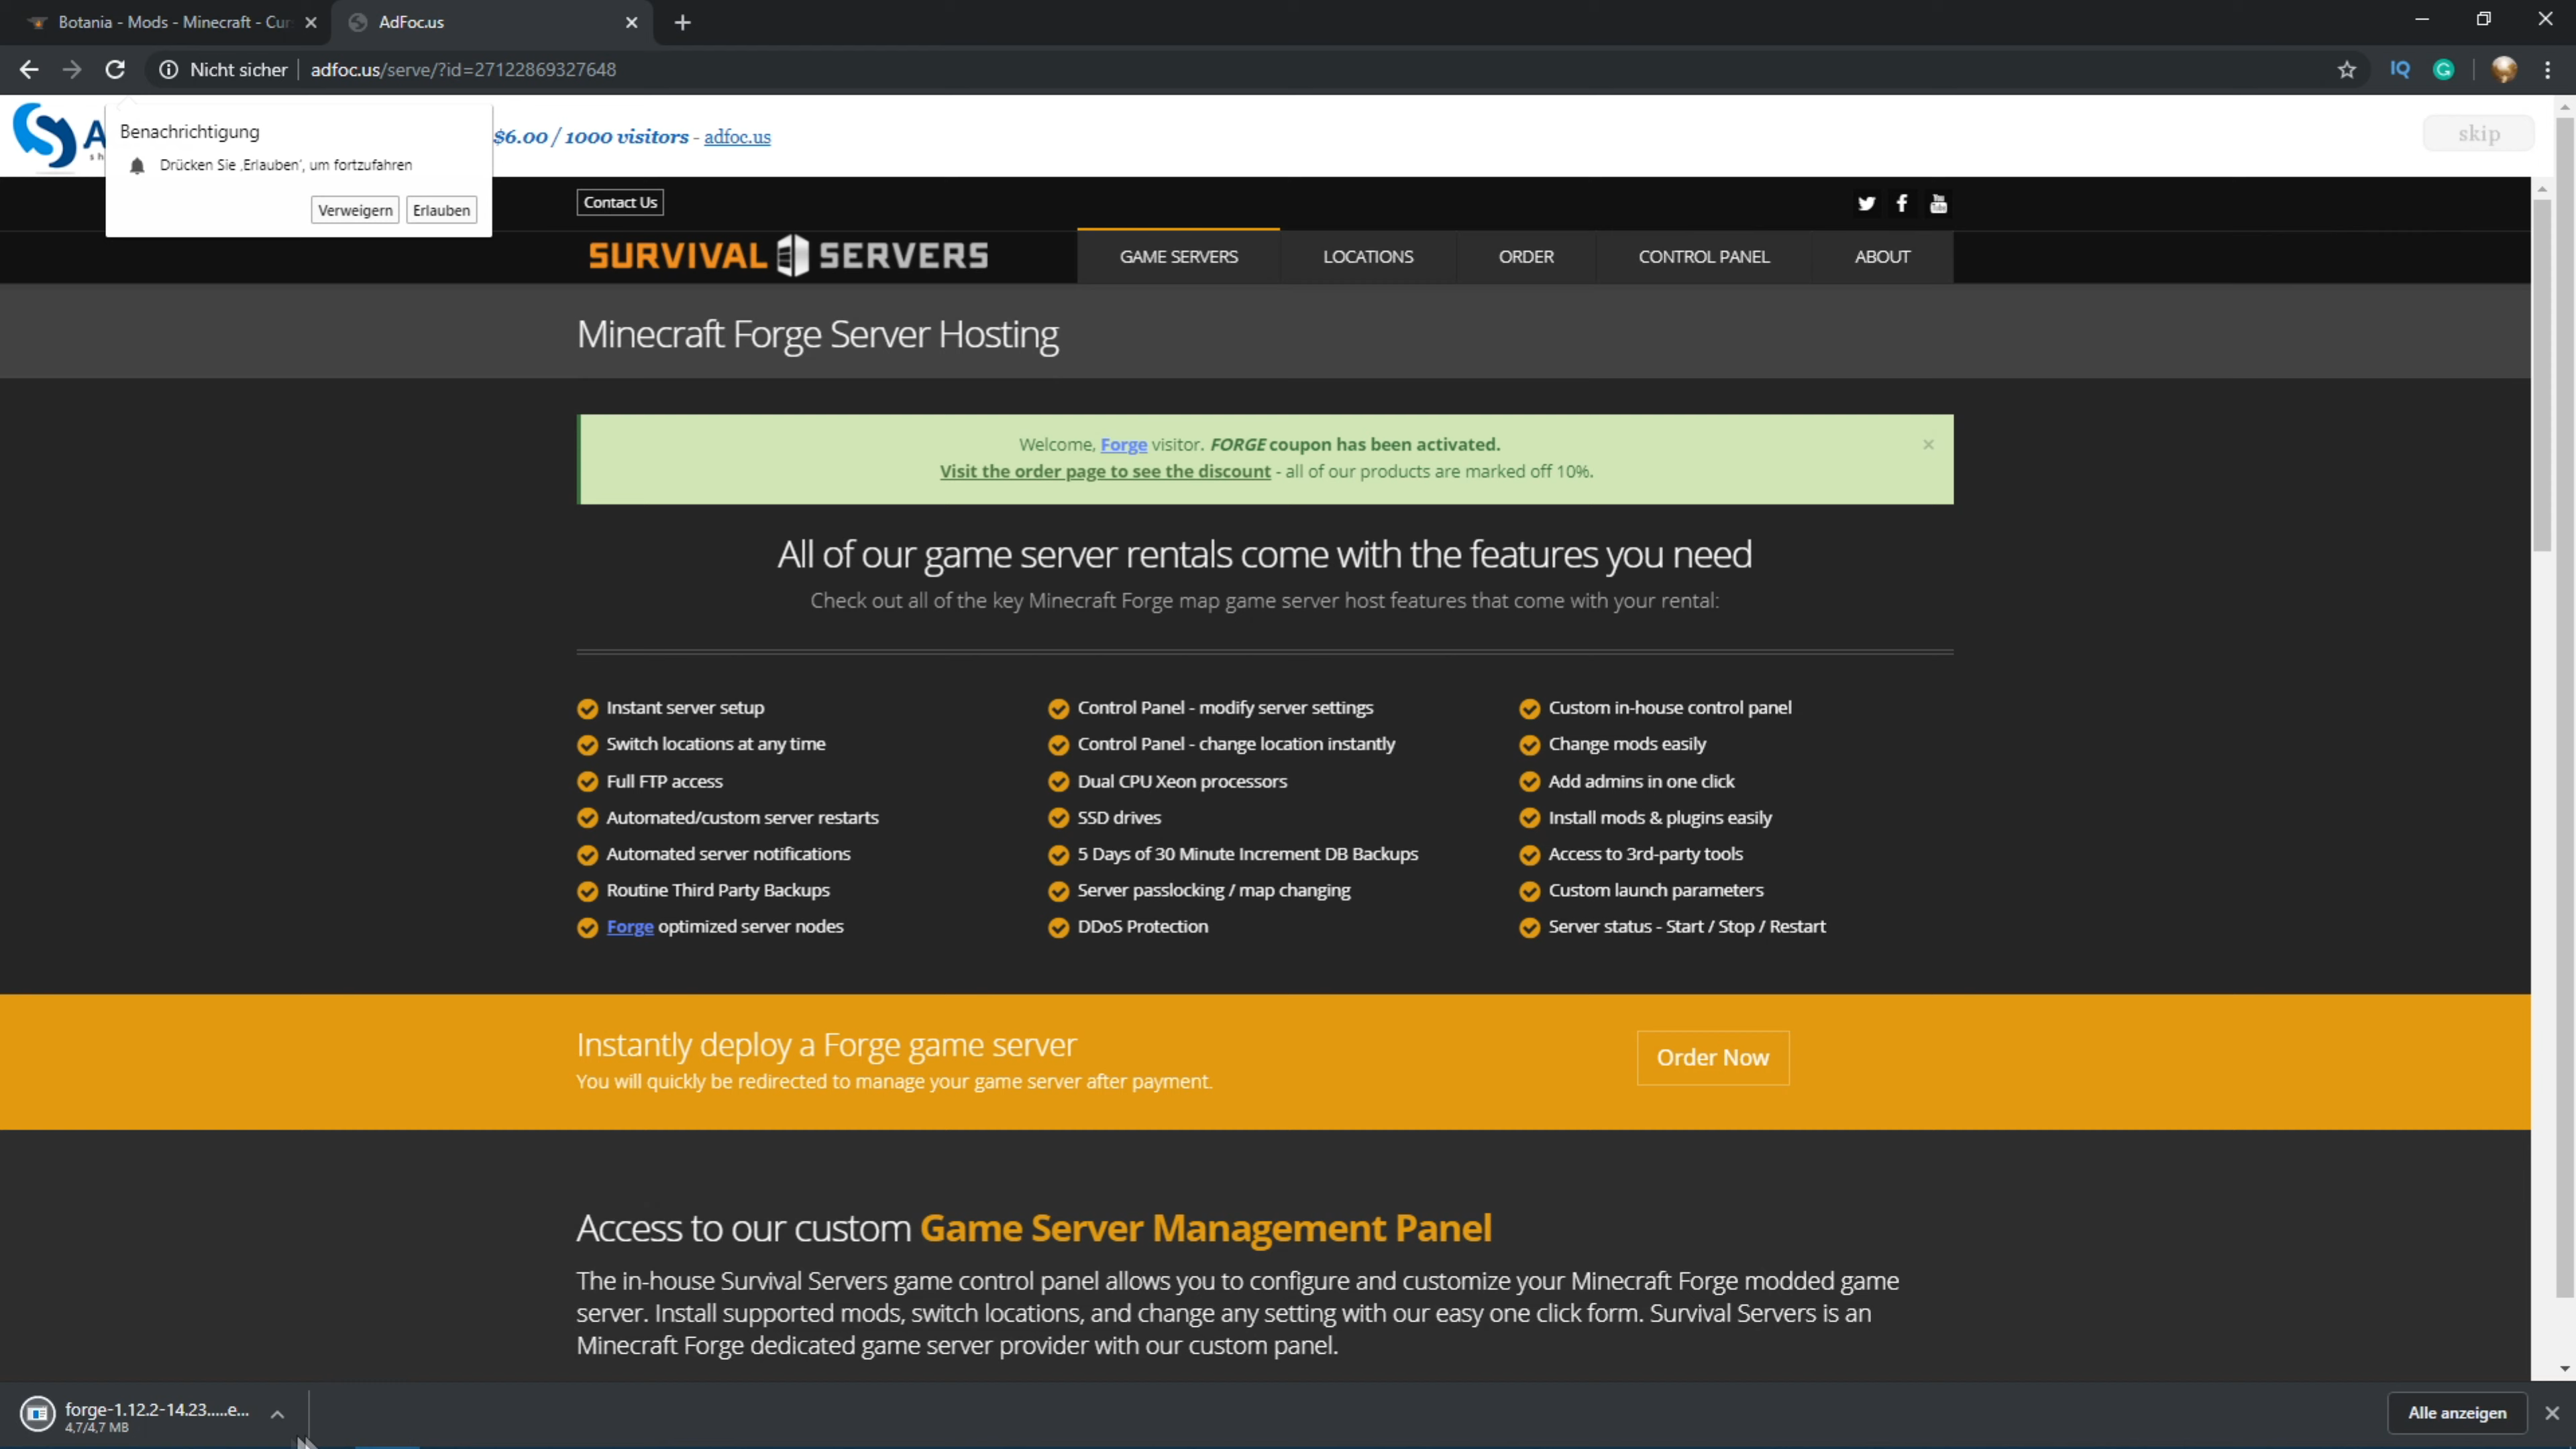 Botania - Mods - Minecraft - Cur
AdFoc.us
Nicht sicher
adfoc.us/serve/?id=27122869327648
IQ
Benachrichtigung
Drücken Sie ‚Erlauben‘, um fortzufahren
Verweigern
Erlauben
$6.00 / 1000 visitors - adfoc.us
skip
Contact Us
SURVIVAL SERVERS
GAME SERVERS
LOCATIONS
ORDER
CONTROL PANEL
ABOUT
Minecraft Forge Server Hosting
Welcome, Forge visitor. FORGE coupon has been activated.
Visit the order page to see the discount - all of our products are marked off 10%.
All of our game server rentals come with the features you need
Check out all of the key Minecraft Forge map game server host features that come with your rental:
Instant server setup
Switch locations at any time
Full FTP access
Automated/custom server restarts
Automated server notifications
Routine Third Party Backups
Forge optimized server nodes
Control Panel - modify server settings
Control Panel - change location instantly
Dual CPU Xeon processors
SSD drives
5 Days of 30 Minute Increment DB Backups
Server passlocking / map changing
DDoS Protection
Custom in-house control panel
Change mods easily
Add admins in one click
Install mods & plugins easily
Access to 3rd-party tools
Custom launch parameters
Server status - Start / Stop / Restart
Instantly deploy a Forge game server
You will quickly be redirected to manage your game server after payment.
Order Now
Access to our custom Game Server Management Panel
The in-house Survival Servers game control panel allows you to configure and customize your Minecraft Forge modded game
server. Install supported mods, switch locations, and change any setting with our easy one click form. Survival Servers is an
Minecraft Forge dedicated game server provider with our custom panel.
forge-1.12.2-14.23.....e...
4,7/4,7 MB
Alle anzeigen